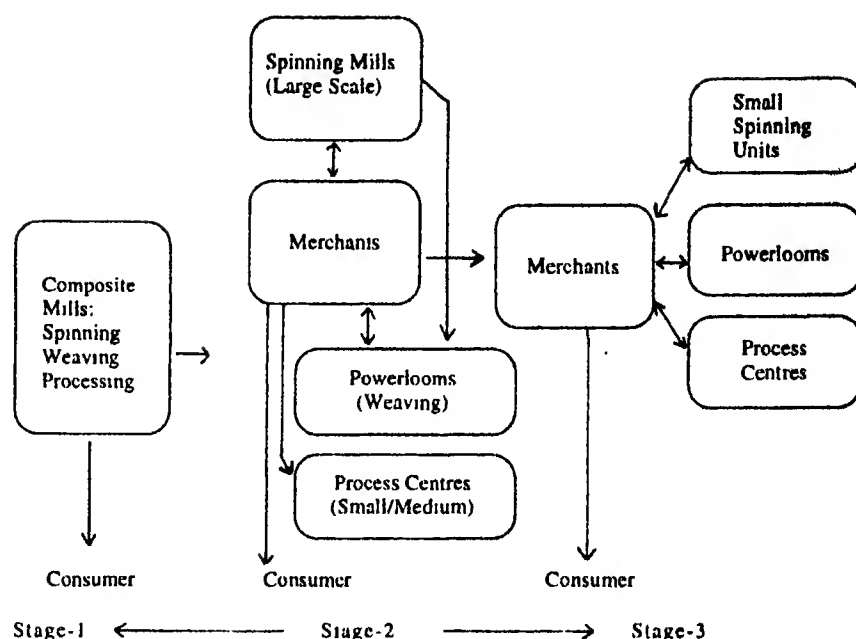 Spinning Mills
(Large Scale)
Small
Spinning
Units
Merchants
Merchants
Powerlooms
Composite
Mills:
Spinning
Weaving
Processing
Process
Centres
Powerlooms
(Weaving)
Process Centres
(Small/Medium)
Consumer
Consumer
Consumer
Stage-1
Stage-2
Stage-3